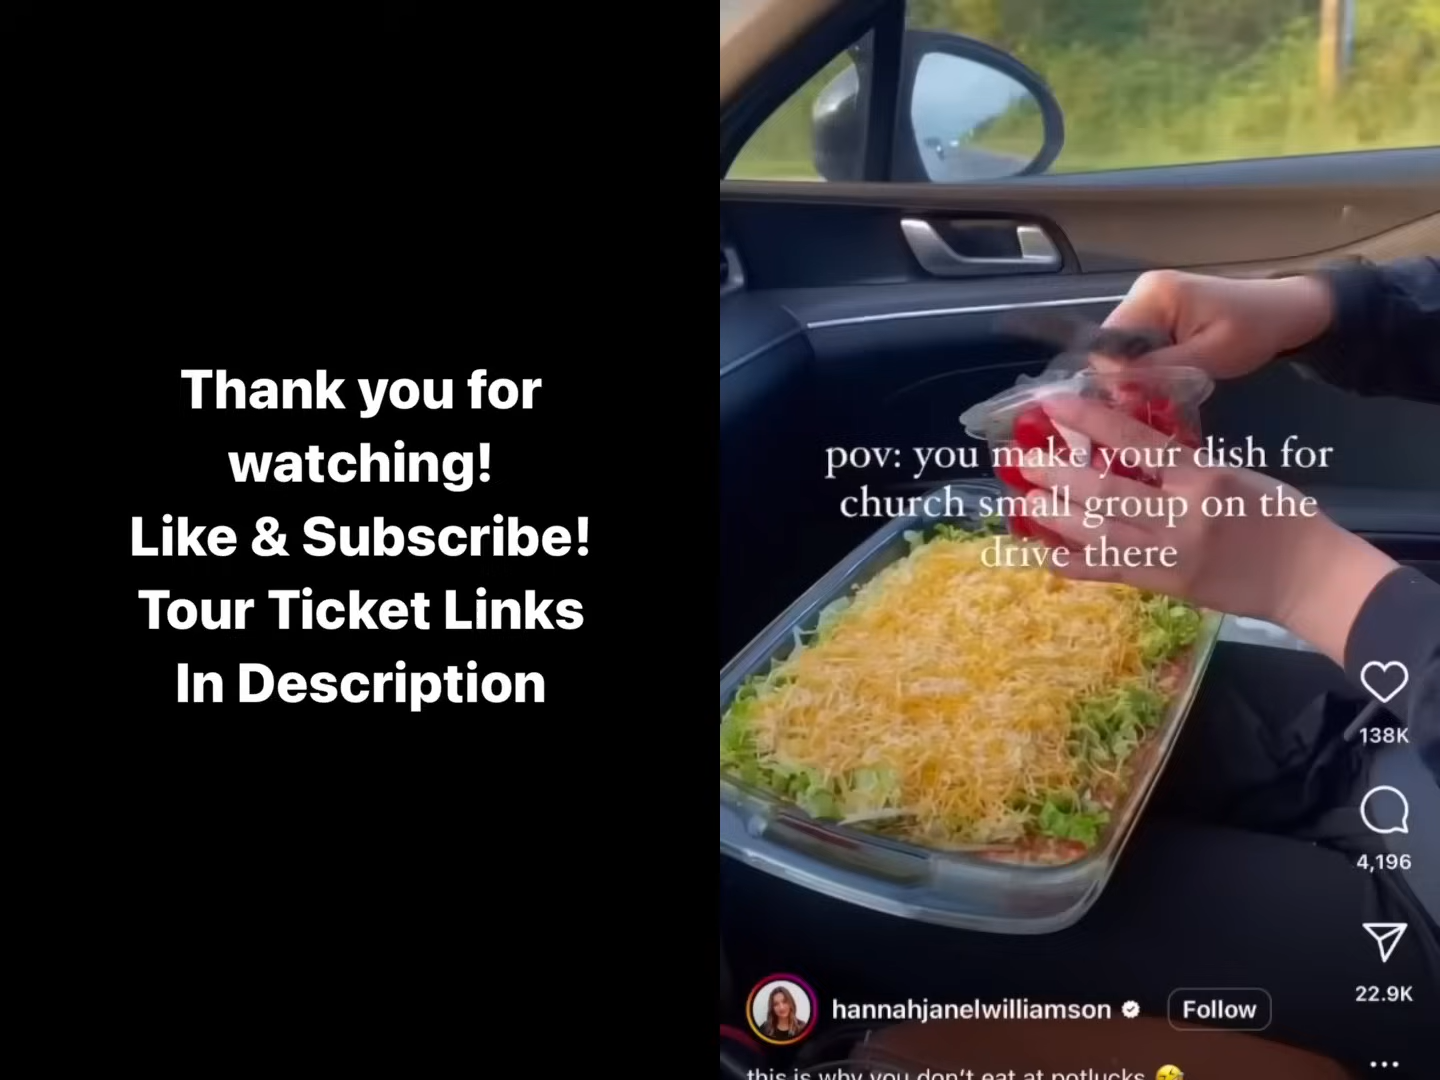 Thank you for
watching!
Like & Subscribe!
Tour Ticket Links
In Description
pov: you make your dish for
church small group on the
drive there
138K
4,196
22.9K
hannahjanelwilliamson
Follow
this is why you don't eat at potlucks 🤣